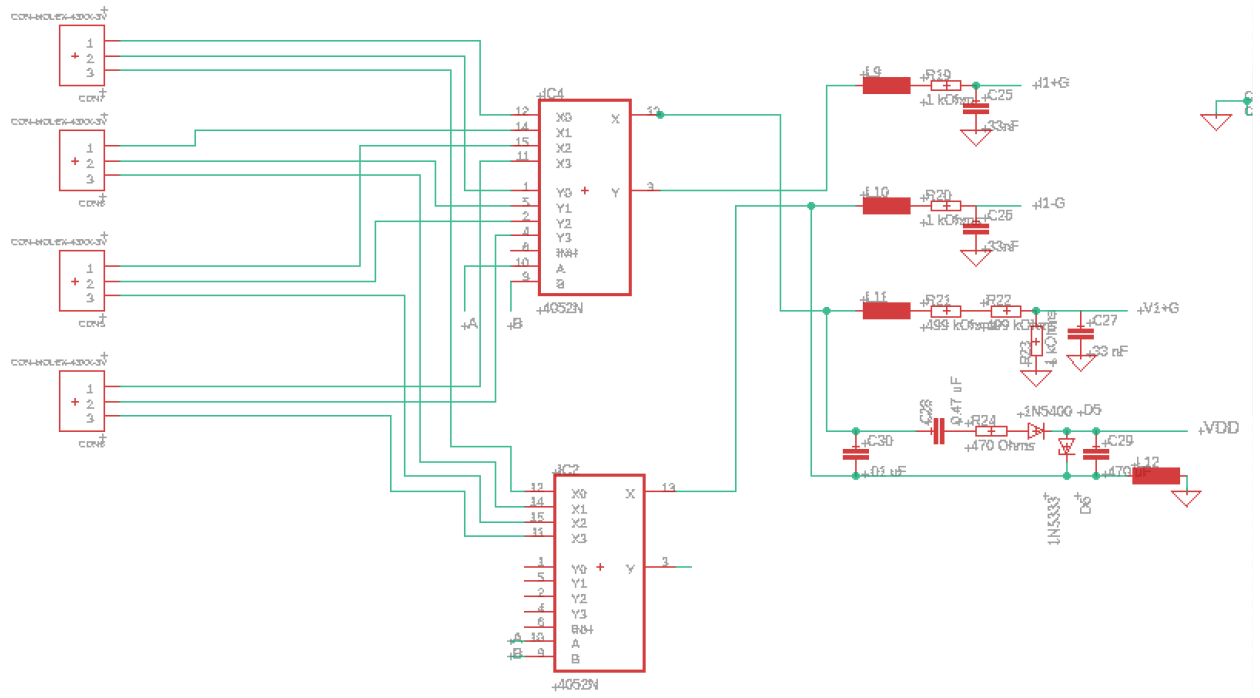 CON-MOLEX-43XX-3V
1
2
3
CON7
CON-MOLEX-43XX-3V
1
2
3
CON-MOLEX-43XX-3V
1
2
3
CON-MOLEX-43XX-3V
1
2
3
IC4
12 X0
14 X1
15 X2
11 X3
1 Y0
5 Y1
2 Y2
4 Y3
6 INH
10 A
9 B
X 13
Y 3
4052N
A
B
IC2
12 X0
14 X1
15 X2
11 X3
1 Y0
5 Y1
2 Y2
4 Y3
6 INH
A 10 A
B 9 B
X 13
Y 3
4052N
L9
R19
1 kOhm
C25
33nF
I1+G
L10
R20
1 kOhm
C26
33nF
I1-G
L11
R21
499 kOhm
R22
499 kOhm
R23
1 kOhms
C27
33 nF
V1+G
C28
0.47 uF
R24
470 Ohms
1N5400
D5
C30
.01 uF
C29
470 uF
L12
VDD
1N5333
D6